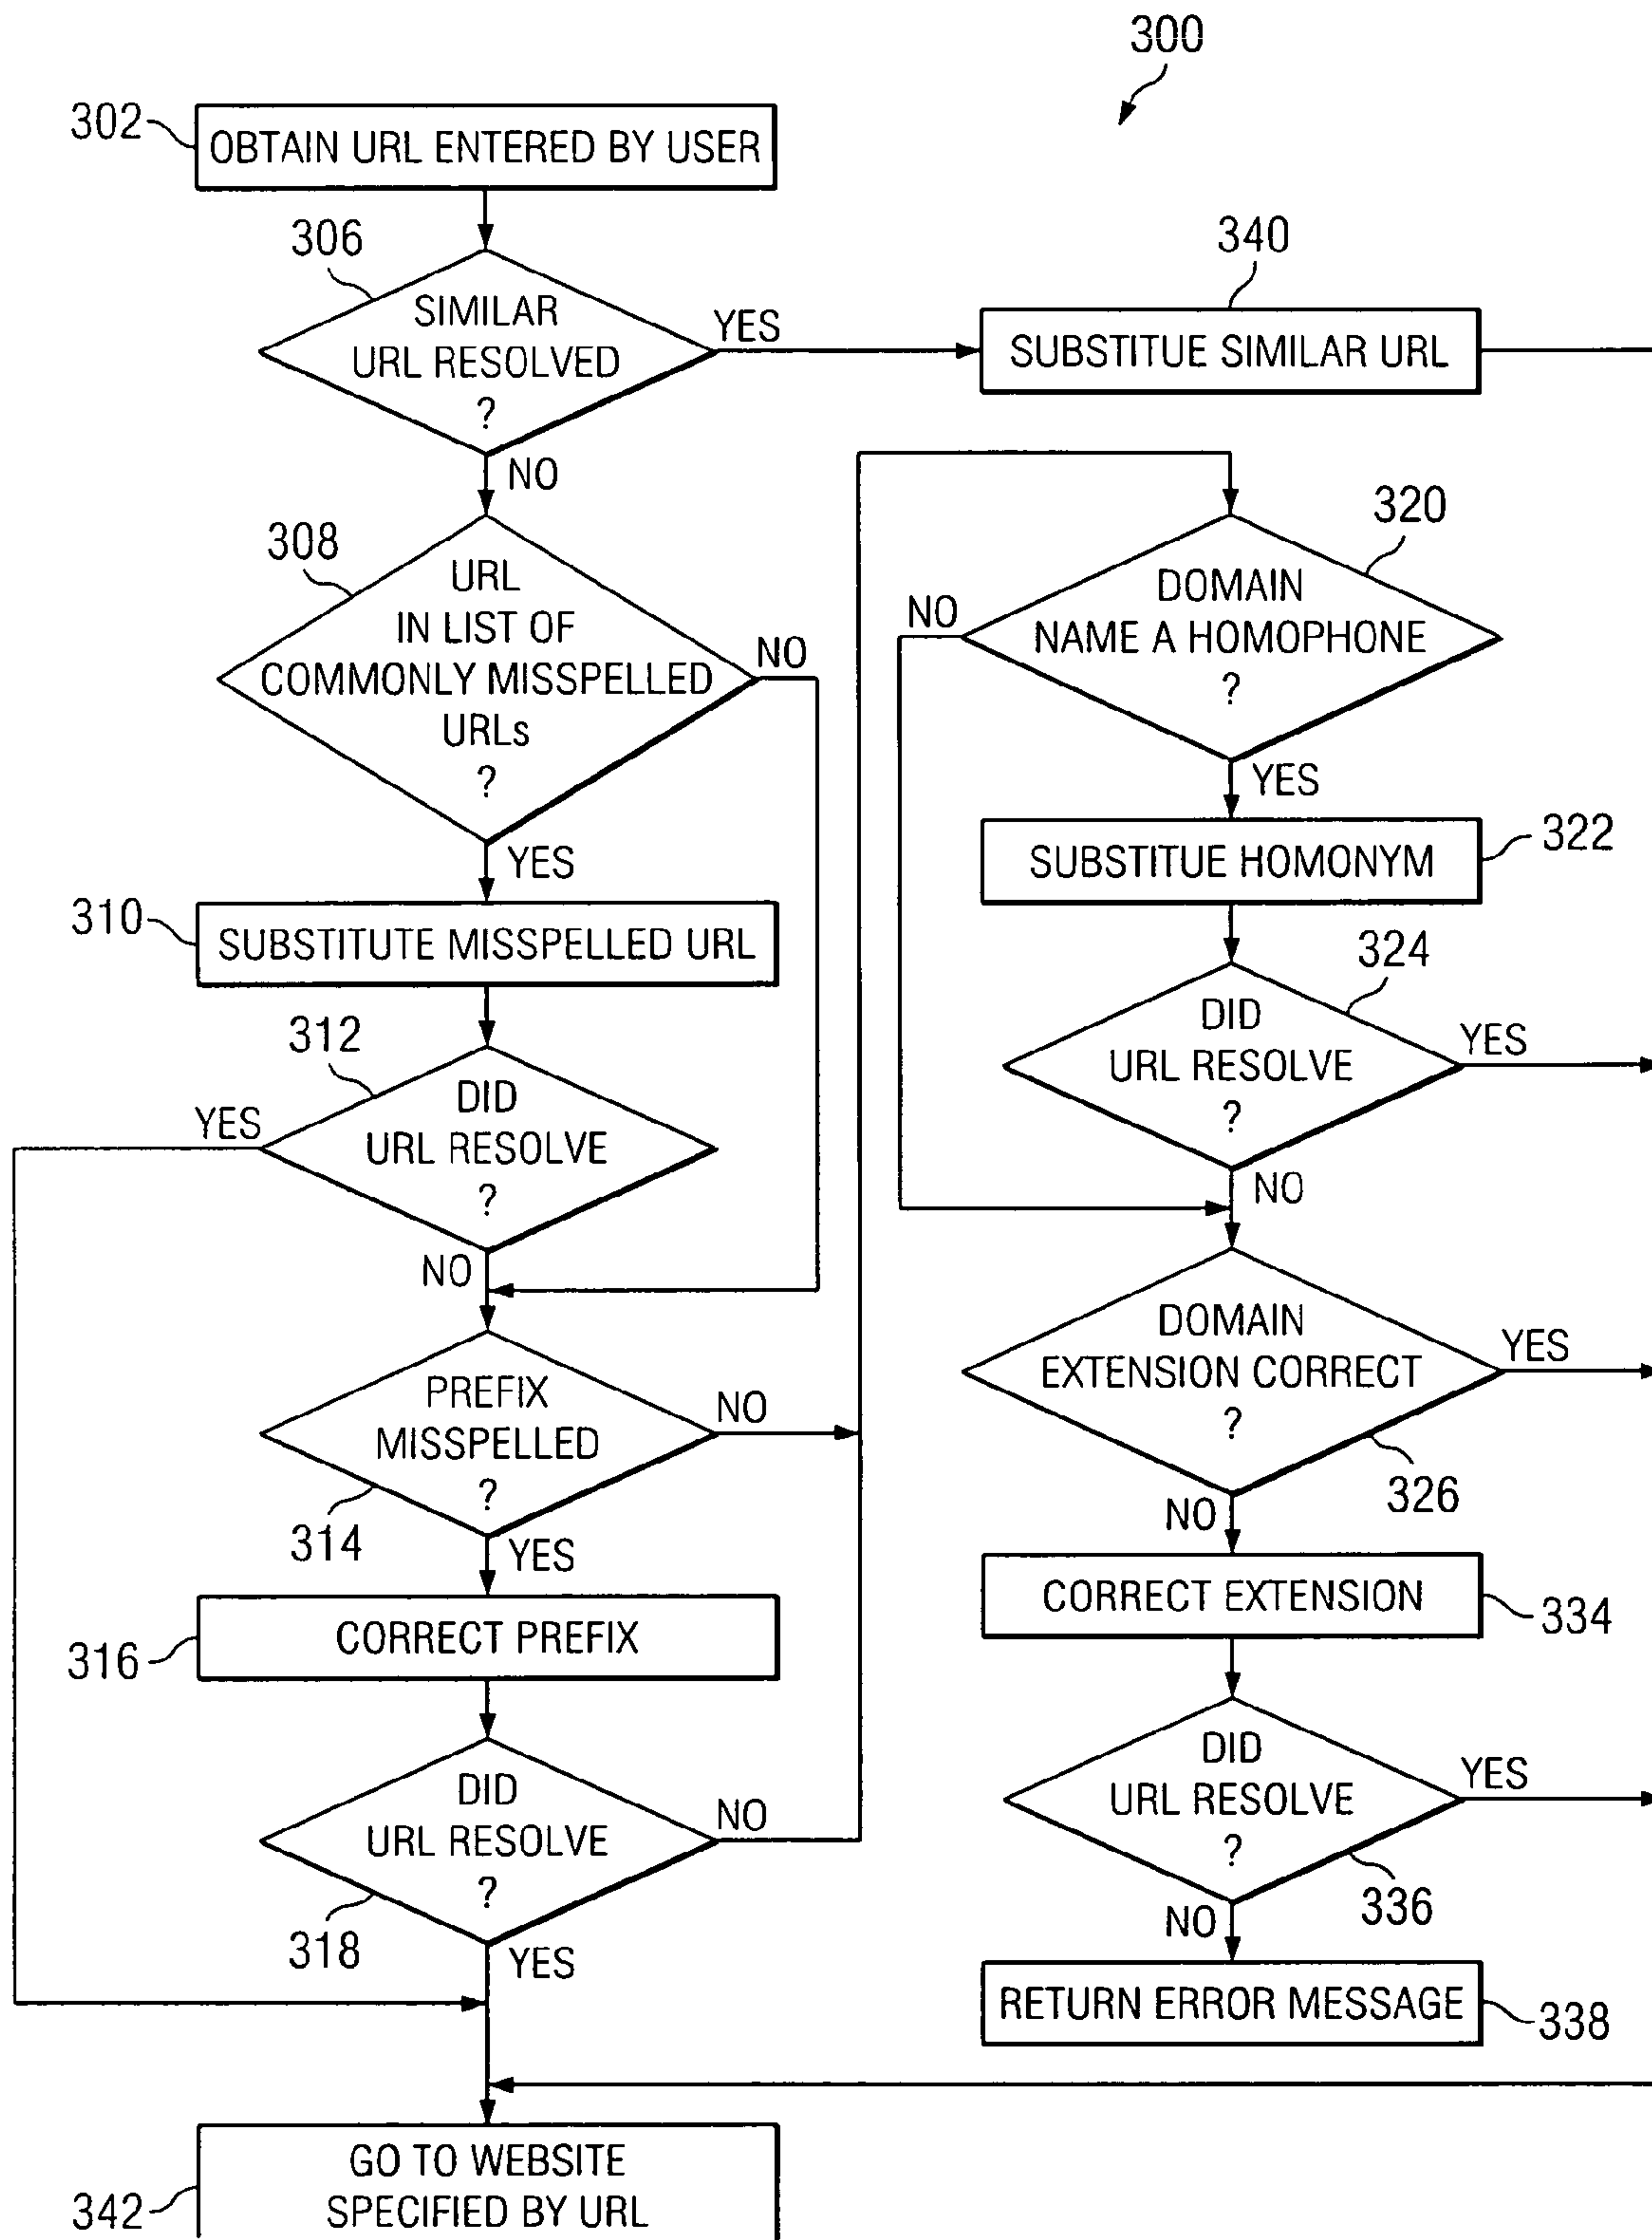 300
302
OBTAIN URL ENTERED BY USER
306
SIMILAR
URL RESOLVED
?
YES
NO
340
SUBSTITUE SIMILAR URL
308
URL
IN LIST OF
COMMONLY MISSPELLED
URLs
?
NO
YES
310
SUBSTITUTE MISSPELLED URL
312
DID
URL RESOLVE
?
YES
NO
PREFIX
MISSPELLED
?
314
NO
YES
316
CORRECT PREFIX
DID
URL RESOLVE
?
318
NO
YES
320
DOMAIN
NAME A HOMOPHONE
?
NO
YES
SUBSTITUE HOMONYM
322
324
DID
URL RESOLVE
?
YES
NO
DOMAIN
EXTENSION CORRECT
?
YES
326
NO
CORRECT EXTENSION
334
DID
URL RESOLVE
?
YES
336
NO
RETURN ERROR MESSAGE
338
GO TO WEBSITE
SPECIFIED BY URL
342